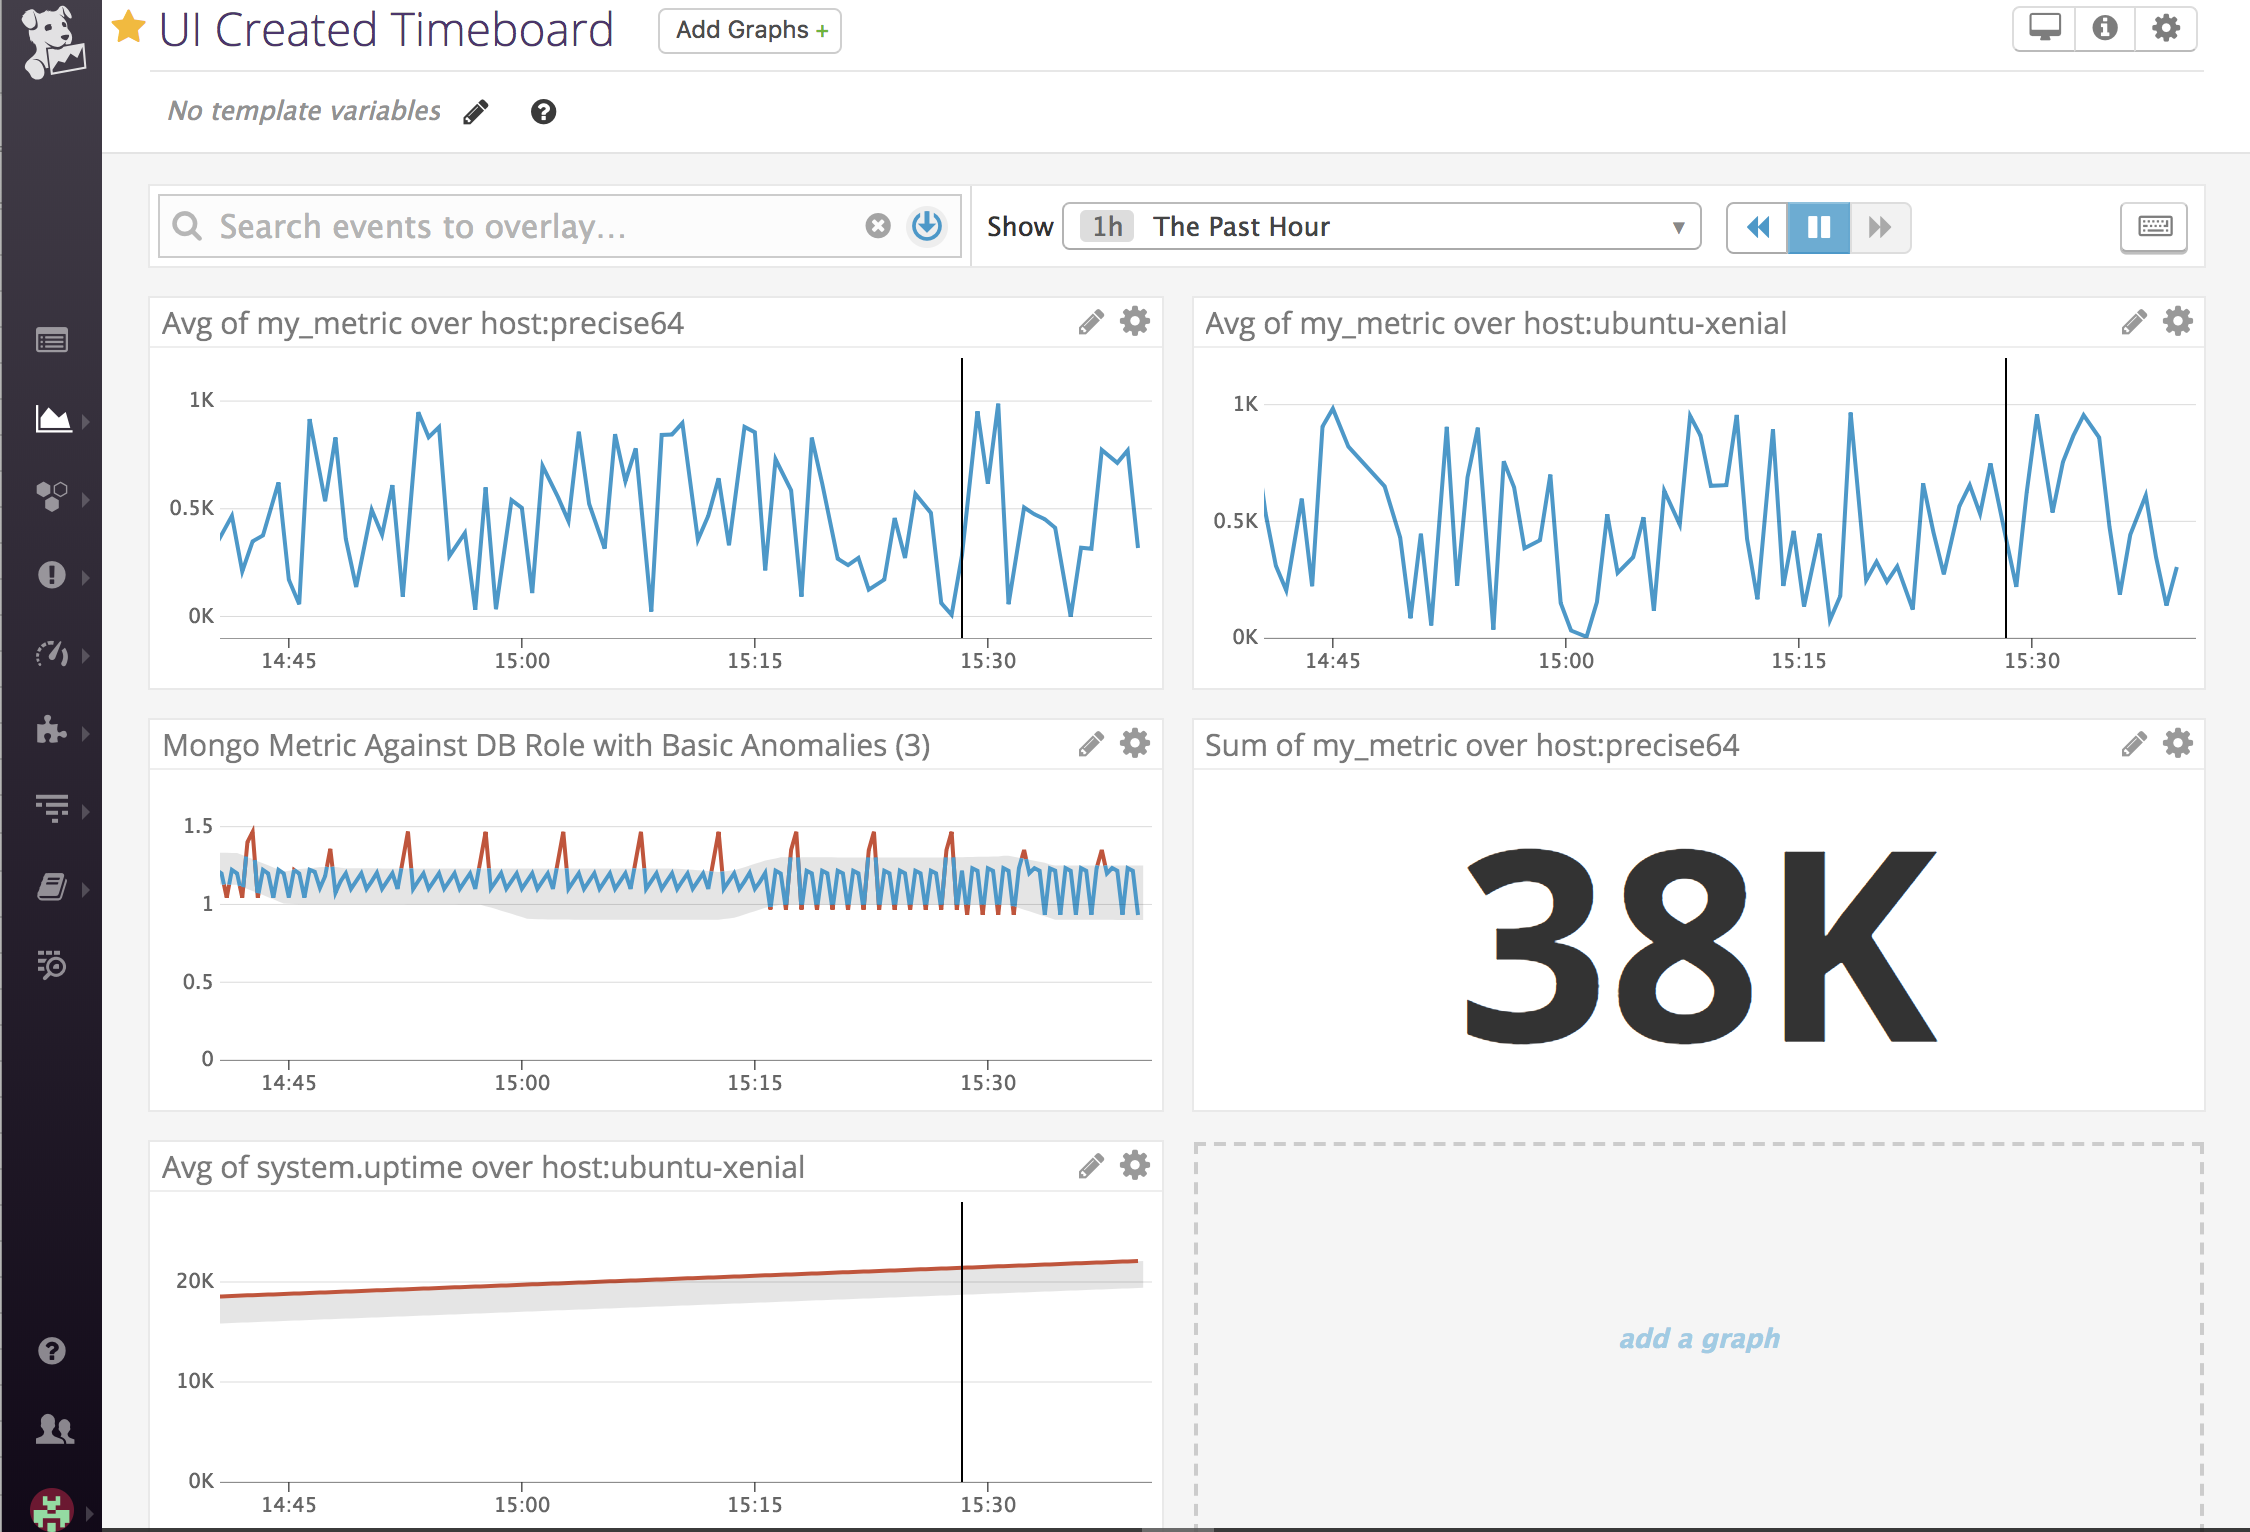 UI Created Timeboard
Add Graphs +
No template variables
Search events to overlay...
Show 1h The Past Hour
Avg of my_metric over host:precise64
1K
0.5K
0K
14:45 15:00 15:15 15:30
Avg of my_metric over host:ubuntu-xenial
1K
0.5K
0K
14:45 15:00 15:15 15:30
Mongo Metric Against DB Role with Basic Anomalies (3)
1.5
1
0.5
0
14:45 15:00 15:15 15:30
Sum of my_metric over host:precise64
38K
Avg of system.uptime over host:ubuntu-xenial
20K
10K
0K
14:45 15:00 15:15 15:30
add a graph